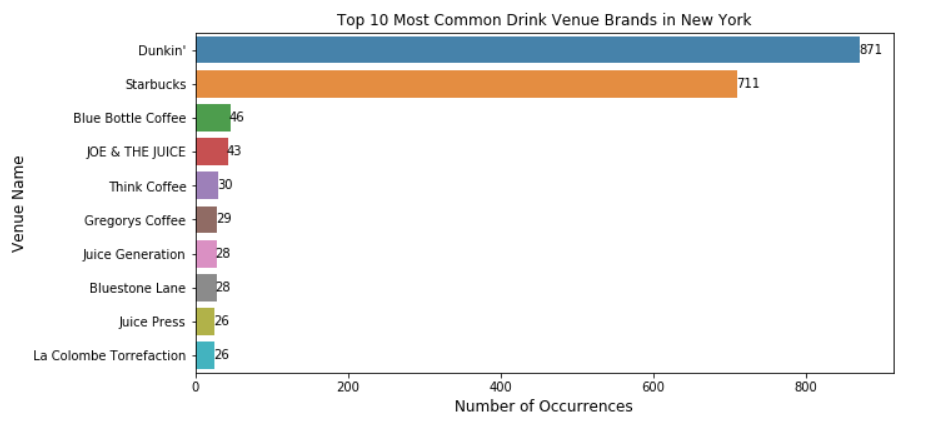 Top 10 Most Common Drink Venue Brands in New York
Venue Name
Dunkin' 871
Starbucks 711
Blue Bottle Coffee 46
JOE & THE JUICE 43
Think Coffee 30
Gregorys Coffee 29
Juice Generation 28
Bluestone Lane 28
Juice Press 26
La Colombe Torrefaction 26
0 200 400 600 800
Number of Occurrences